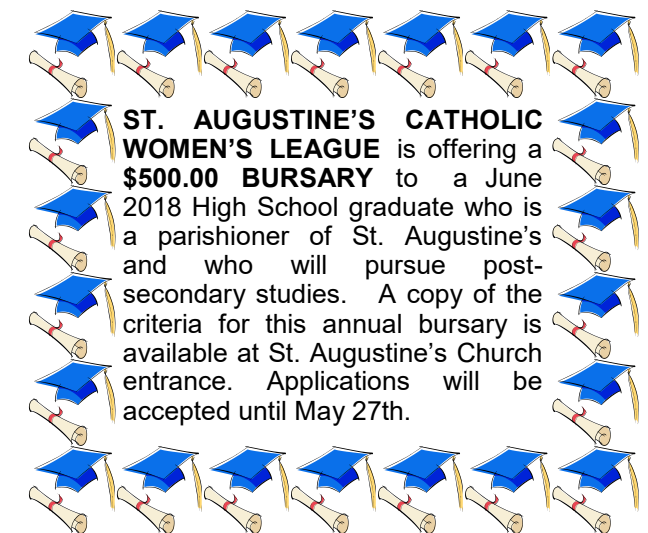 ST. AUGUSTINE'S CATHOLIC
WOMEN'S LEAGUE is offering a
$500.00 BURSARY to a June
2018 High School graduate who is
a parishioner of St. Augustine's
and who will pursue post-
secondary studies. A copy of the
criteria for this annual bursary is
available at St. Augustine's Church
entrance. Applications will be
accepted until May 27th.